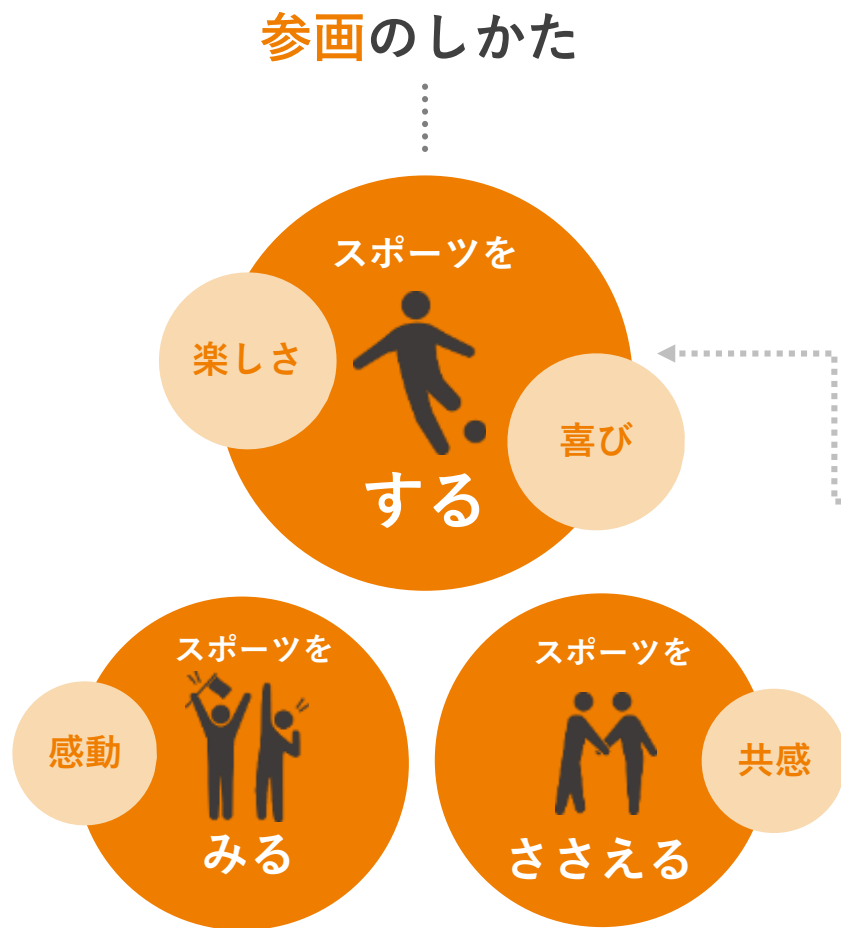 参画のしかた
スポーツを
楽しさ
喜び
する
スポーツを
感動
みる
スポーツを
共感
ささえる